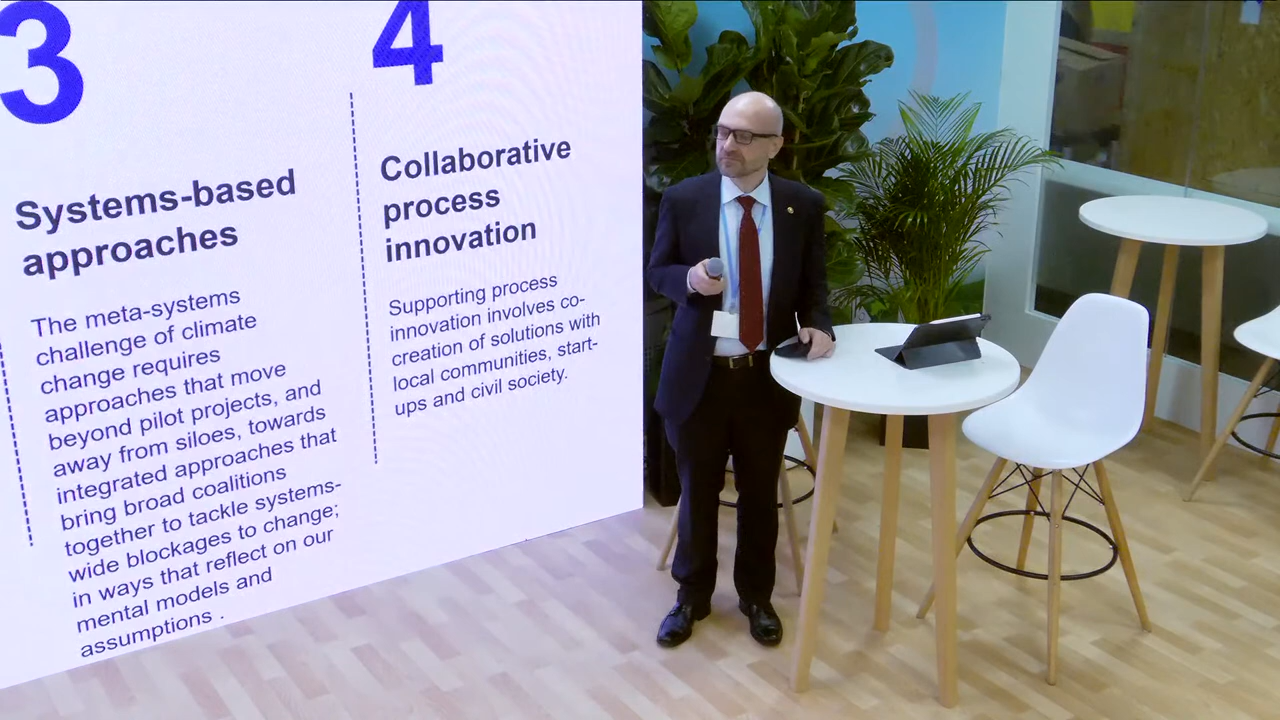 3
Systems-based
approaches
The meta-systems
challenge of climate
change requires
approaches that move
beyond pilot projects, and
away from siloes, towards
integrated approaches that
bring broad coalitions
together to tackle systems-
wide blockages to change;
in ways that reflect on our
mental models and
assumptions .
4
Collaborative
process
innovation
Supporting process
innovation involves co-
creation of solutions with
local communities, start-
ups and civil society.